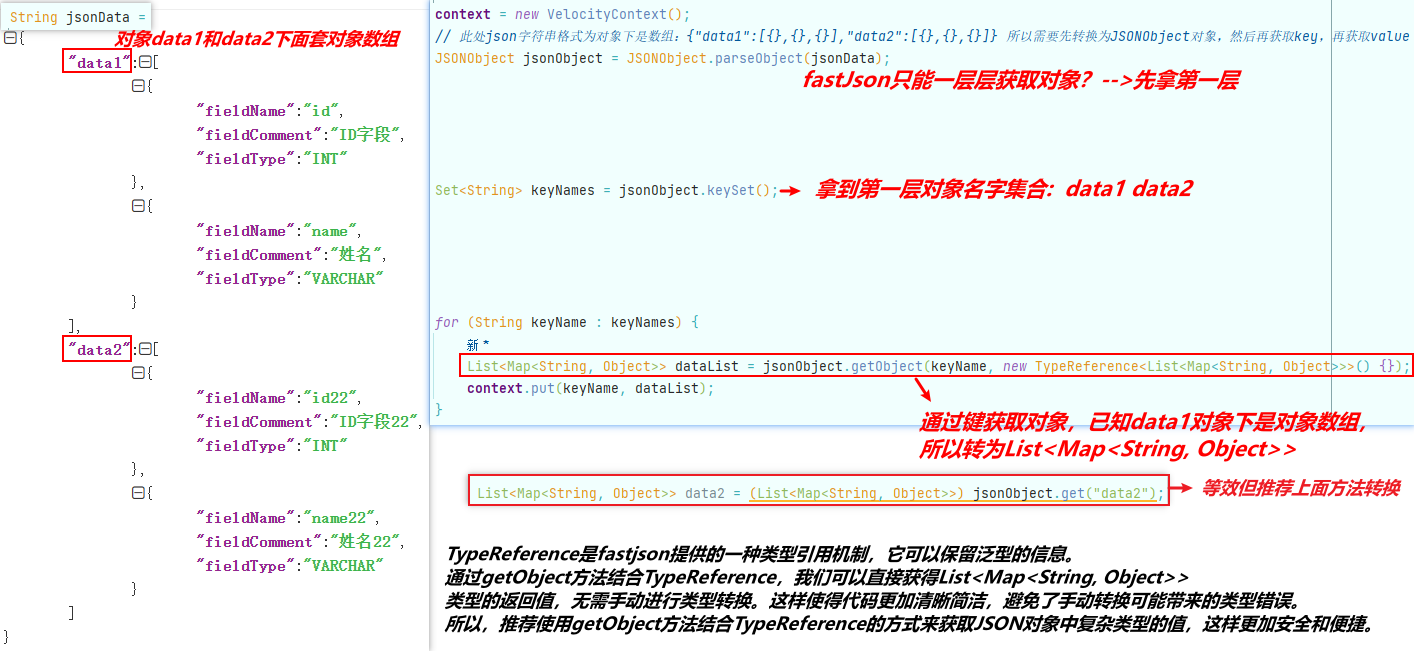 String jsonData =
{
对象data1和data2下面套对象数组
"data1":[
{
"fieldName":"id",
"fieldComment":"ID字段",
"fieldType":"INT"
},
{
"fieldName":"name",
"fieldComment":"姓名",
"fieldType":"VARCHAR"
}
],
"data2":[
{
"fieldName":"id22",
"fieldComment":"ID字段22",
"fieldType":"INT"
},
{
"fieldName":"name22",
"fieldComment":"姓名22",
"fieldType":"VARCHAR"
}
]
}
context = new VelocityContext();
// 此处json字符串格式为对象下是数组：{"data1":[{},{},{}],"data2":[{},{},{}]} 所以需要先转换为JSONObject对象，然后再获取key，再获取value
JSONObject jsonObject = JSONObject.parseObject(jsonData);
fastJson只能一层层获取对象？-->先拿第一层
Set<String> keyNames = jsonObject.keySet();
拿到第一层对象名字集合：data1 data2
for (String keyName : keyNames) {
新 *
List<Map<String, Object>> dataList = jsonObject.getObject(keyName, new TypeReference<List<Map<String, Object>>>() {});
context.put(keyName, dataList);
}
通过键获取对象，已知data1对象下是对象数组，
所以转为List<Map<String, Object>>
List<Map<String, Object>> data2 = (List<Map<String, Object>>) jsonObject.get("data2");
等效但推荐上面方法转换
TypeReference是fastjson提供的一种类型引用机制，它可以保留泛型的信息。
通过getObject方法结合TypeReference，我们可以直接获得List<Map<String, Object>>
类型的返回值，无需手动进行类型转换。这样使得代码更加清晰简洁，避免了手动转换可能带来的类型错误。
所以，推荐使用getObject方法结合TypeReference的方式来获取JSON对象中复杂类型的值，这样更加安全和便捷。